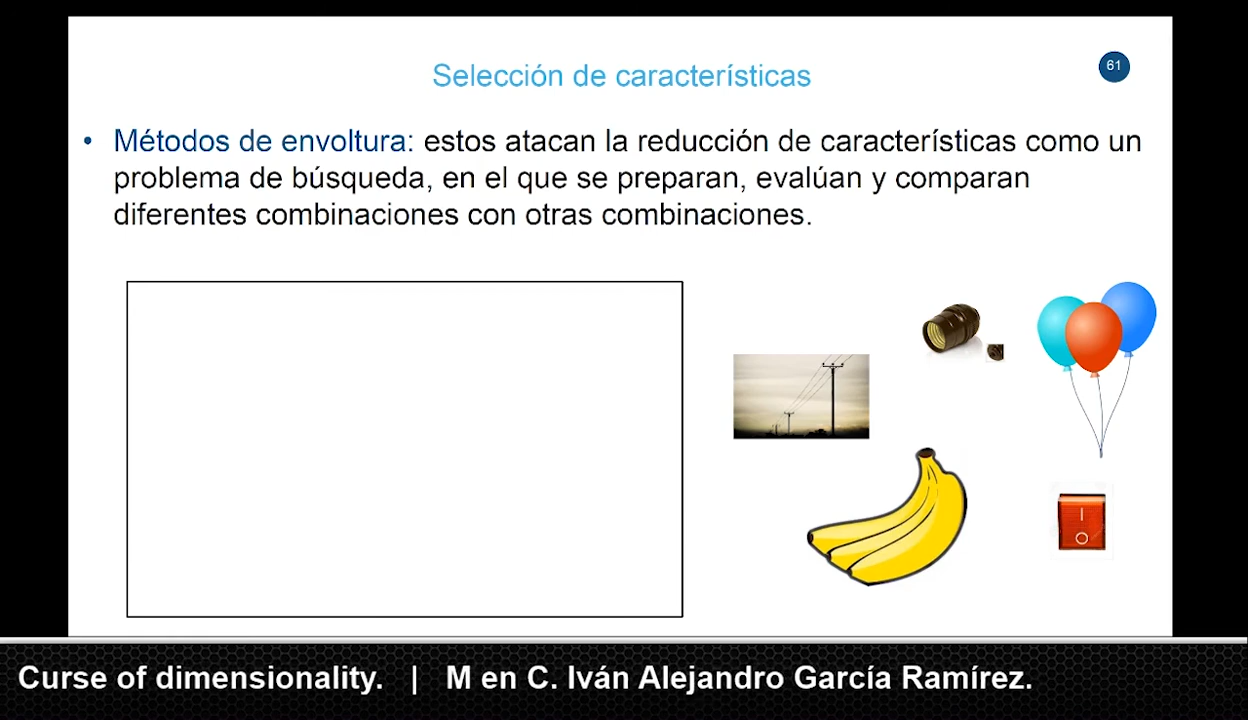 Selección de características
61
• Métodos de envoltura: estos atacan la reducción de características como un
problema de búsqueda, en el que se preparan, evalúan y comparan
diferentes combinaciones con otras combinaciones.
Curse of dimensionality. | M en C. Iván Alejandro García Ramírez.